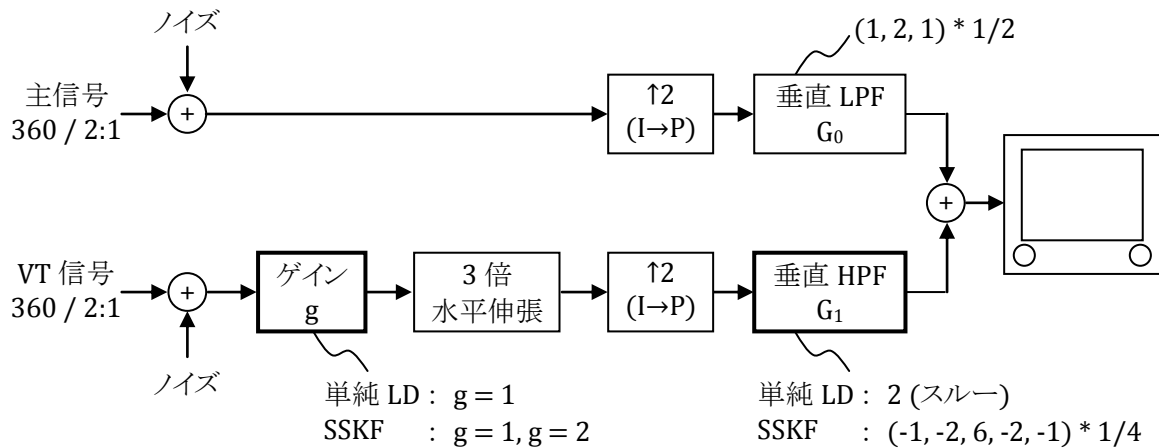 ノイズ
(1, 2, 1) * 1/2
主信号
360 / 2:1
+
↑2
(I→P)
垂直 LPF
G₀
+
VT 信号
360 / 2:1
+
ゲイン
g
3 倍
水平伸張
↑2
(I→P)
垂直 HPF
G₁
ノイズ
単純 LD : g = 1
SSKF : g = 1, g = 2
単純 LD : 2 (スルー)
SSKF : (-1, -2, 6, -2, -1) * 1/4